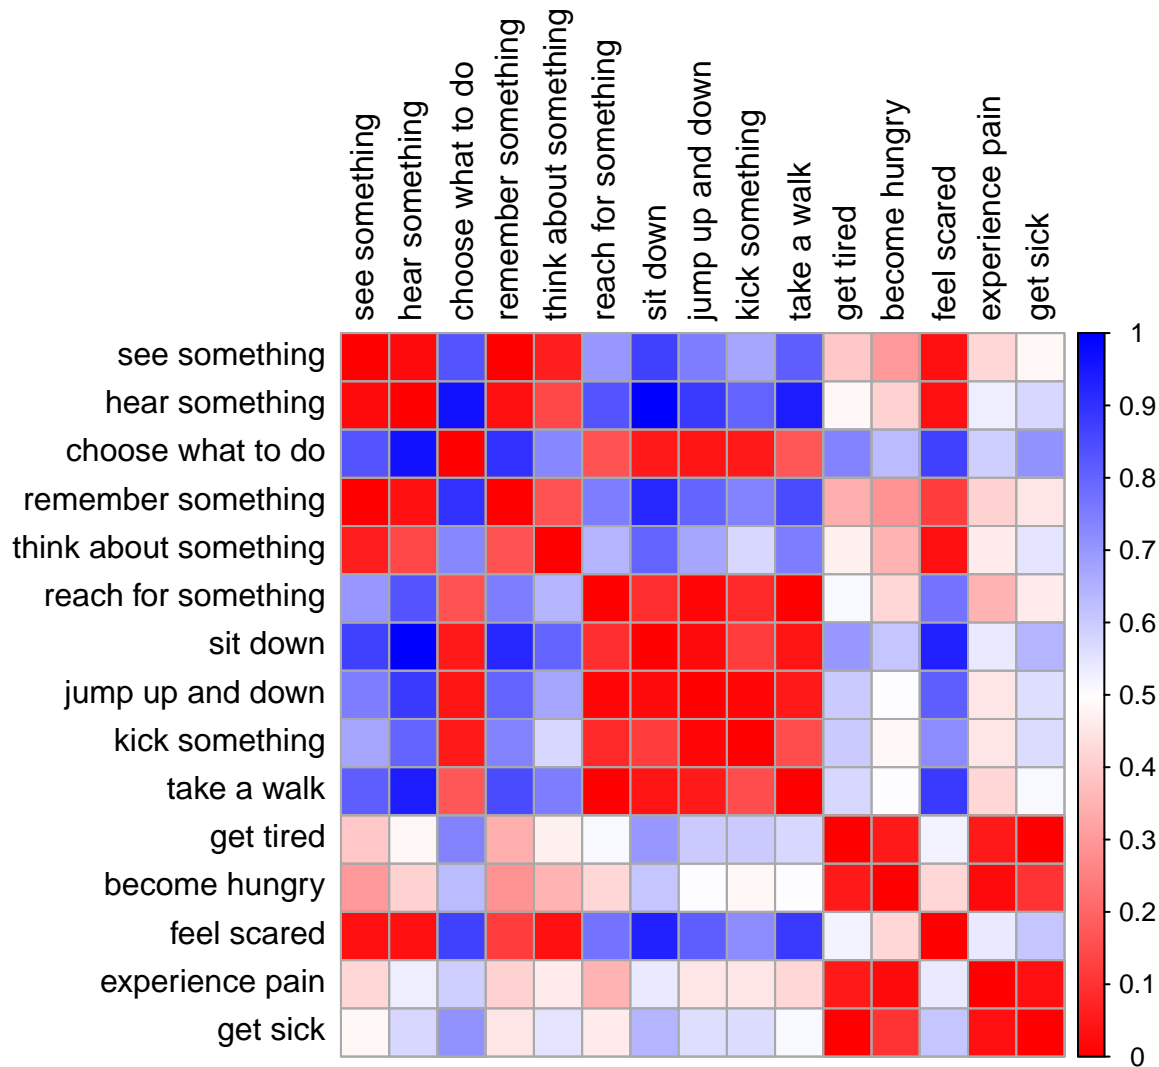 see something
hear something
choose what to do
remember something
think about something
reach for something
sit down
jump up and down
kick something
take a walk
get tired
become hungry
feel scared
experience pain
get sick
see something
hear something
choose what to do
remember something
think about something
reach for something
sit down
jump up and down
kick something
take a walk
get tired
become hungry
feel scared
experience pain
get sick
1
0.9
0.8
0.7
0.6
0.5
0.4
0.3
0.2
0.1
0